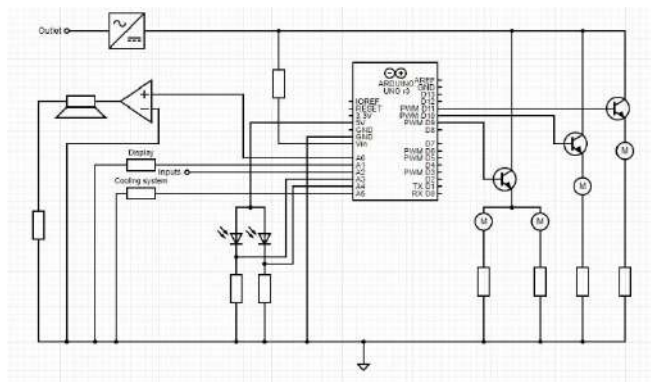 Outlet
ARDUINO
UNO r3
IOREF
RESET
3.3V
5V
GND
GND
Vin
A0
A1
A2
A3
A4
A5
AREF
GND
D13
D12
PWM D11
PWM D10
PWM D9
D8
D7
PWM D6
PWM D5
D4
PWM D3
D2
TX D1
RX D0
Display
Inputs
Cooling system
M
M
M
M